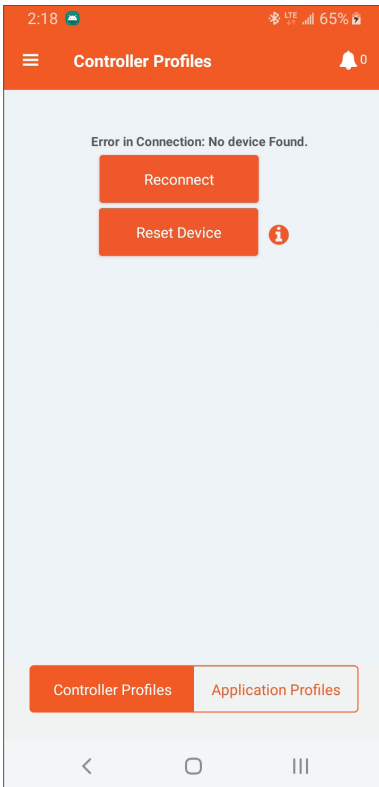 2:18 LTE 65%
Controller Profiles 0
Error in Connection: No device Found.
Reconnect
Reset Device
Controller Profiles Application Profiles